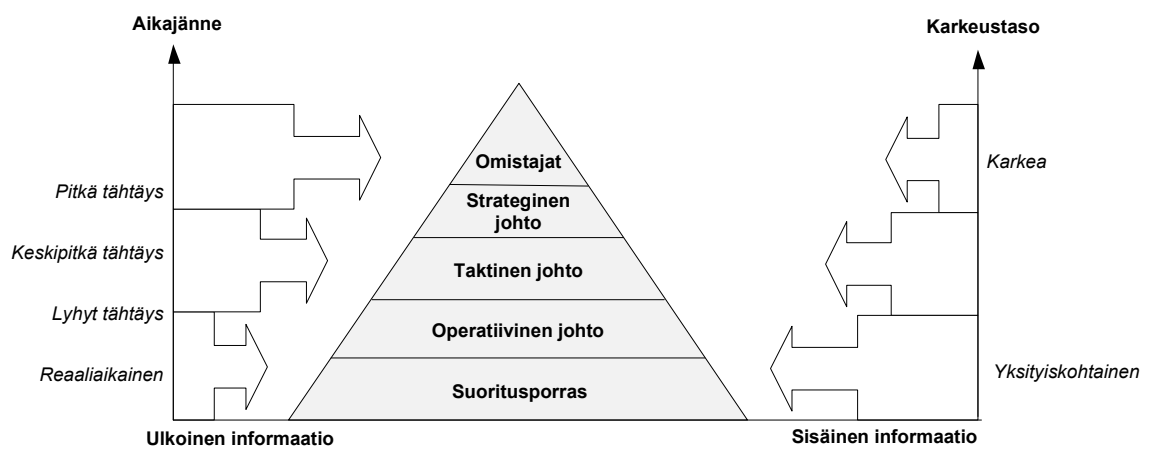 Aikajänne
Karkeustaso
Omistajat
Karkea
Pitkä tähtäys
Strateginen
johto
Keskipitkä tähtäys
Taktinen johto
Lyhyt tähtäys
Operatiivinen johto
Reaaliaikainen
Yksityiskohtainen
Suoritusporras
Ulkoinen informaatio
Sisäinen informaatio